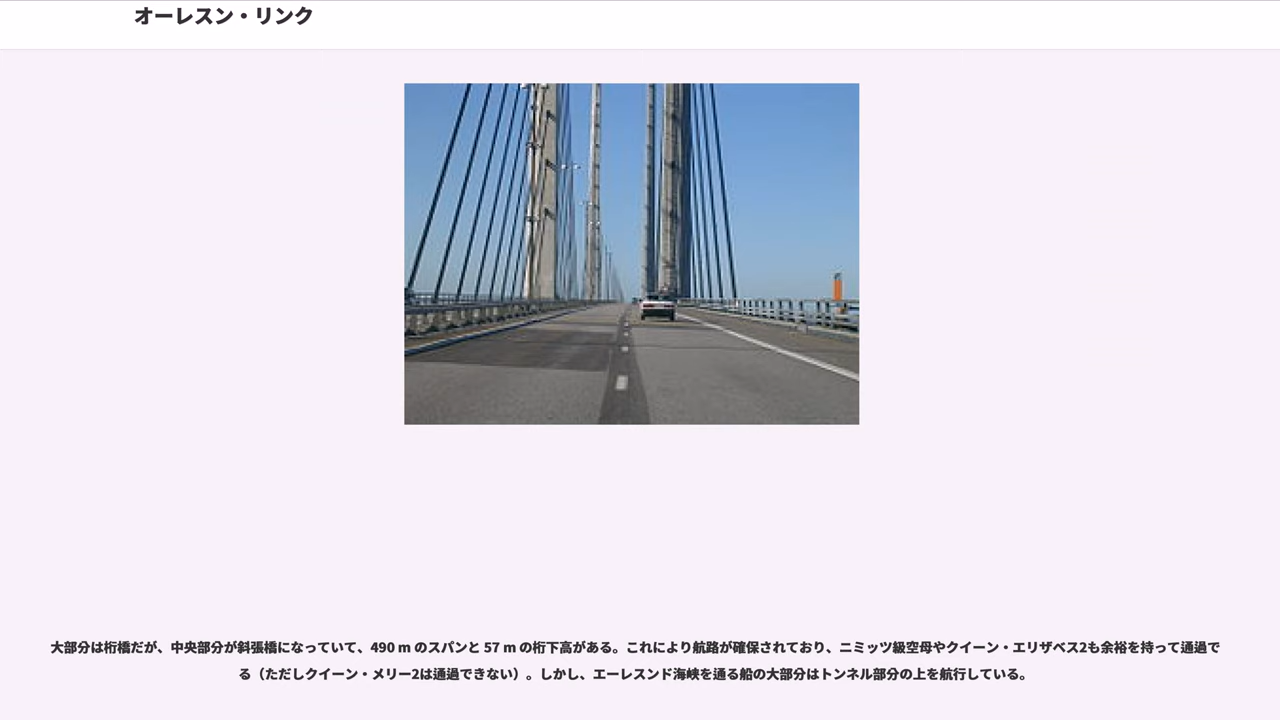 オーレスン・リンク
大部分は桁橋だが、中央部分が斜張橋になっていて、490 m のスパンと 57 m の桁下高がある。これにより航路が確保されており、ニミッツ級空母やクイーン・エリザベス2も余裕を持って通過で
る（ただしクイーン・メリー2は通過できない）。しかし、エーレスンド海峡を通る船の大部分はトンネル部分の上を航行している。